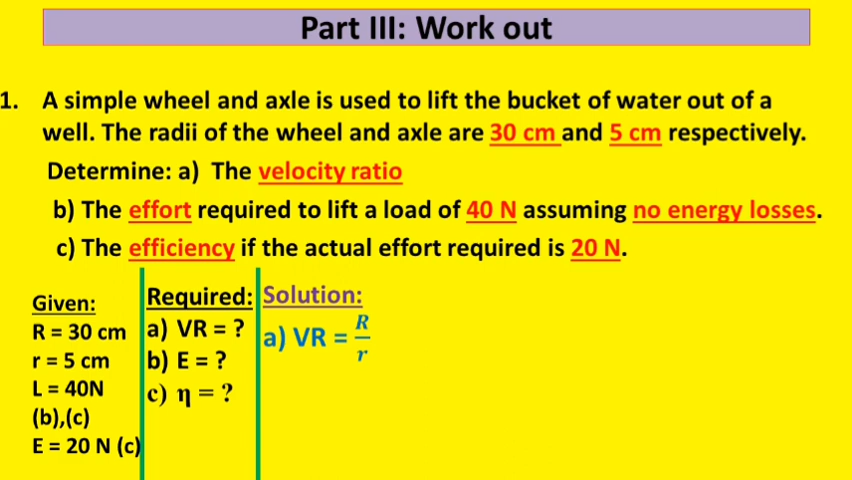 Part III: Work out
1. A simple wheel and axle is used to lift the bucket of water out of a
well. The radii of the wheel and axle are 30 cm and 5 cm respectively.
Determine: a) The velocity ratio
b) The effort required to lift a load of 40 N assuming no energy losses.
c) The efficiency if the actual effort required is 20 N.
Given:
R = 30 cm
r = 5 cm
L = 40N
(b),(c)
E = 20 N (c)
Required:
a) VR = ?
b) E = ?
c) η = ?
Solution:
a) VR = R/r